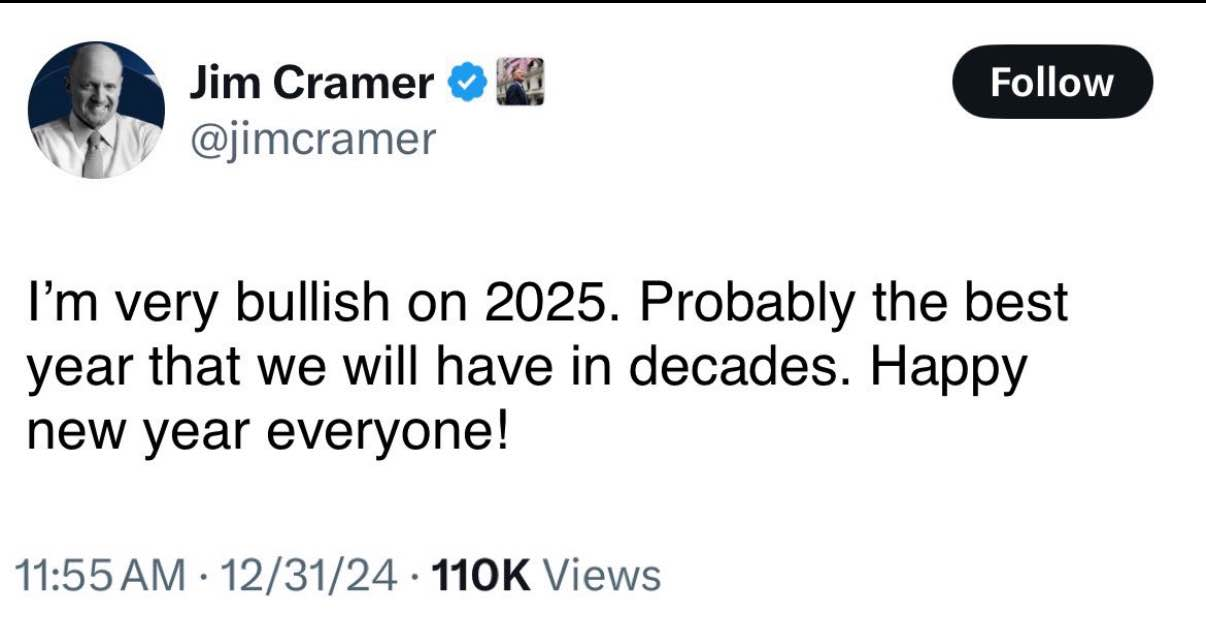 Jim Cramer
Follow
@jimcramer
I’m very bullish on 2025. Probably the best
year that we will have in decades. Happy
new year everyone!
11:55 AM · 12/31/24 · 110K Views